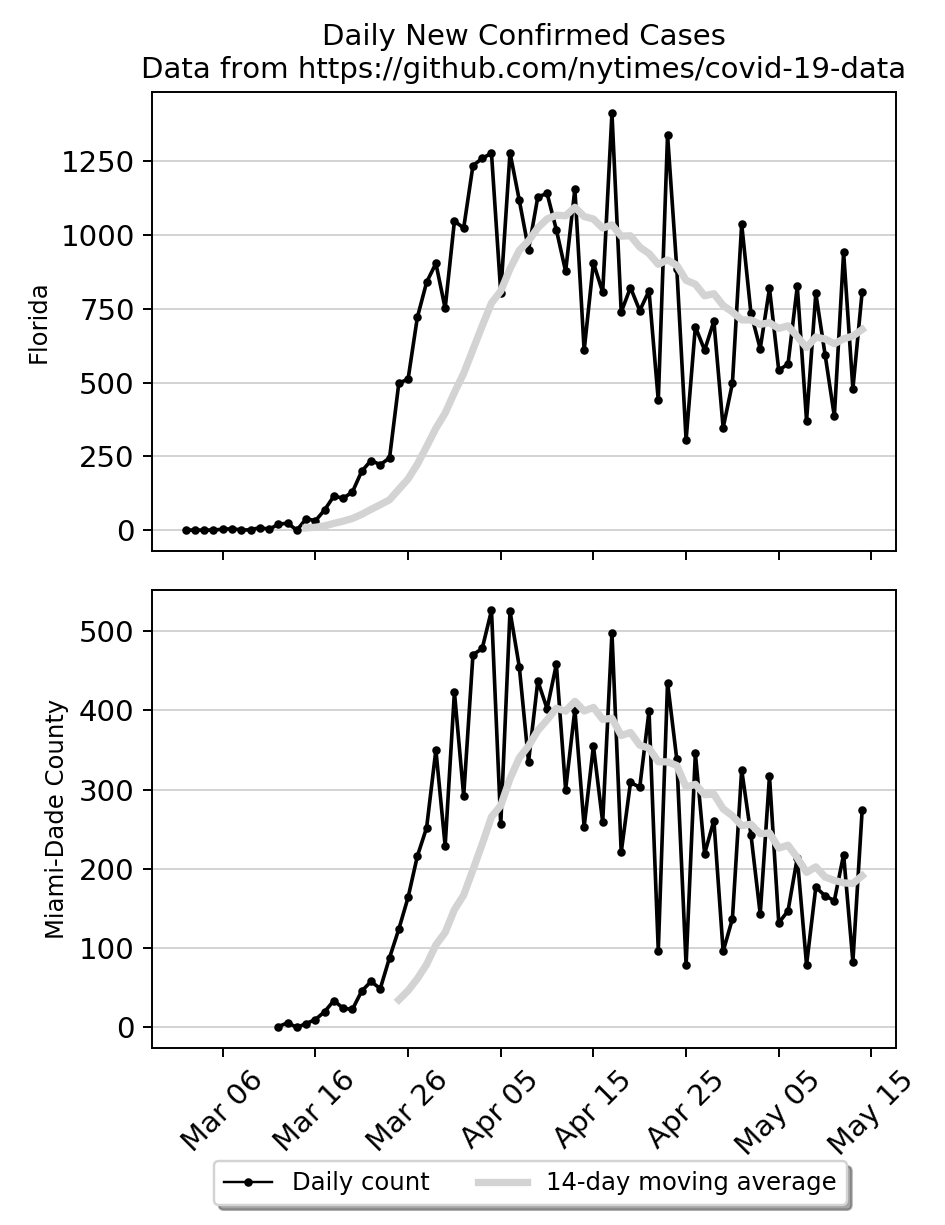 Daily New Confirmed Cases
Data from https://github.com/nytimes/covid-19-data
1250
1000
750
500
250
0
Florida
500
400
300
200
100
0
Miami-Dade County
Mar 06
Mar 16
Mar 26
Apr 05
Apr 15
Apr 25
May 05
May 15
Daily count
14-day moving average